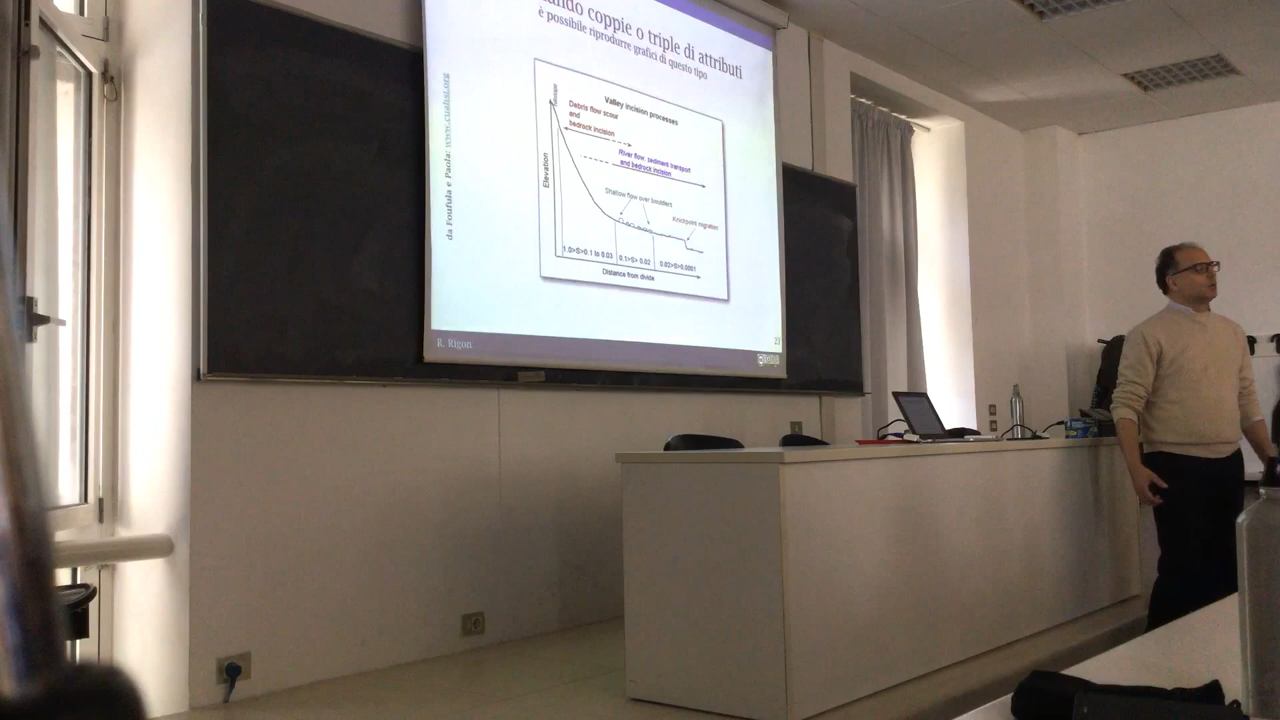 ando coppie o triple di attributi
è possibile riprodurre grafici di questo tipo
da Foufula e Paola: www.cuahsi.org
Valley incision processes
Debris flow scour
and
bedrock incision
River flow, sediment transport
and bedrock incision
Elevation
Shallow flow over boulders
Knickpoint migration
1.0>S>0.1 to 0.03
0.1>S> 0.02
0.02>S>0.0001
Distance from divide
R. Rigon
23